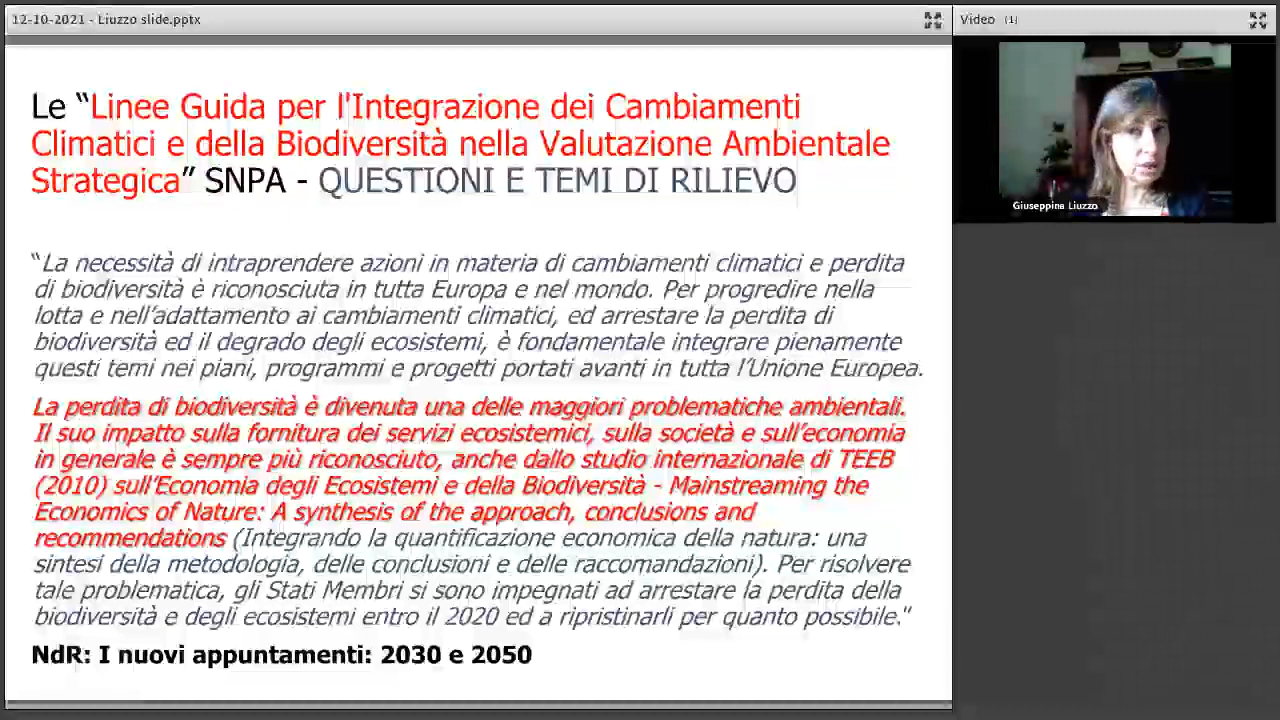 12-10-2021 - Liuzzo slide.pptx
Video (1)
Le “Linee Guida per l'Integrazione dei Cambiamenti
Climatici e della Biodiversità nella Valutazione Ambientale
Strategica” SNPA - QUESTIONI E TEMI DI RILIEVO
Giuseppina Liuzzo
“La necessità di intraprendere azioni in materia di cambiamenti climatici e perdita
di biodiversità è riconosciuta in tutta Europa e nel mondo. Per progredire nella
lotta e nell’adattamento ai cambiamenti climatici, ed arrestare la perdita di
biodiversità ed il degrado degli ecosistemi, è fondamentale integrare pienamente
questi temi nei piani, programmi e progetti portati avanti in tutta l’Unione Europea.
La perdita di biodiversità è divenuta una delle maggiori problematiche ambientali.
Il suo impatto sulla fornitura dei servizi ecosistemici, sulla società e sull’economia
in generale è sempre più riconosciuto, anche dallo studio internazionale di TEEB
(2010) sull’Economia degli Ecosistemi e della Biodiversità - Mainstreaming the
Economics of Nature: A synthesis of the approach, conclusions and
recommendations (Integrando la quantificazione economica della natura: una
sintesi della metodologia, delle conclusioni e delle raccomandazioni). Per risolvere
tale problematica, gli Stati Membri si sono impegnati ad arrestare la perdita della
biodiversità e degli ecosistemi entro il 2020 ed a ripristinarli per quanto possibile."
NdR: I nuovi appuntamenti: 2030 e 2050